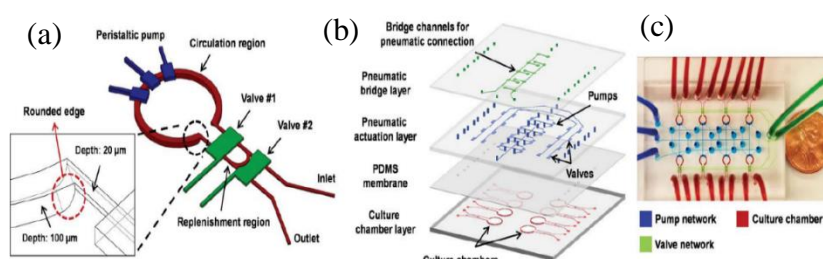 (a)
Peristaltic pump
Circulation region
Valve #1
Valve #2
Rounded edge
Depth: 20 μm
Depth: 100 μm
Replenishment region
Inlet
Outlet
(b)
Bridge channels for
pneumatic connection
Pneumatic
bridge layer
Pumps
Pneumatic
actuation layer
Valves
PDMS
membrane
Culture
chamber layer
Culture chambers
(c)
Pump network
Culture chamber
Valve network